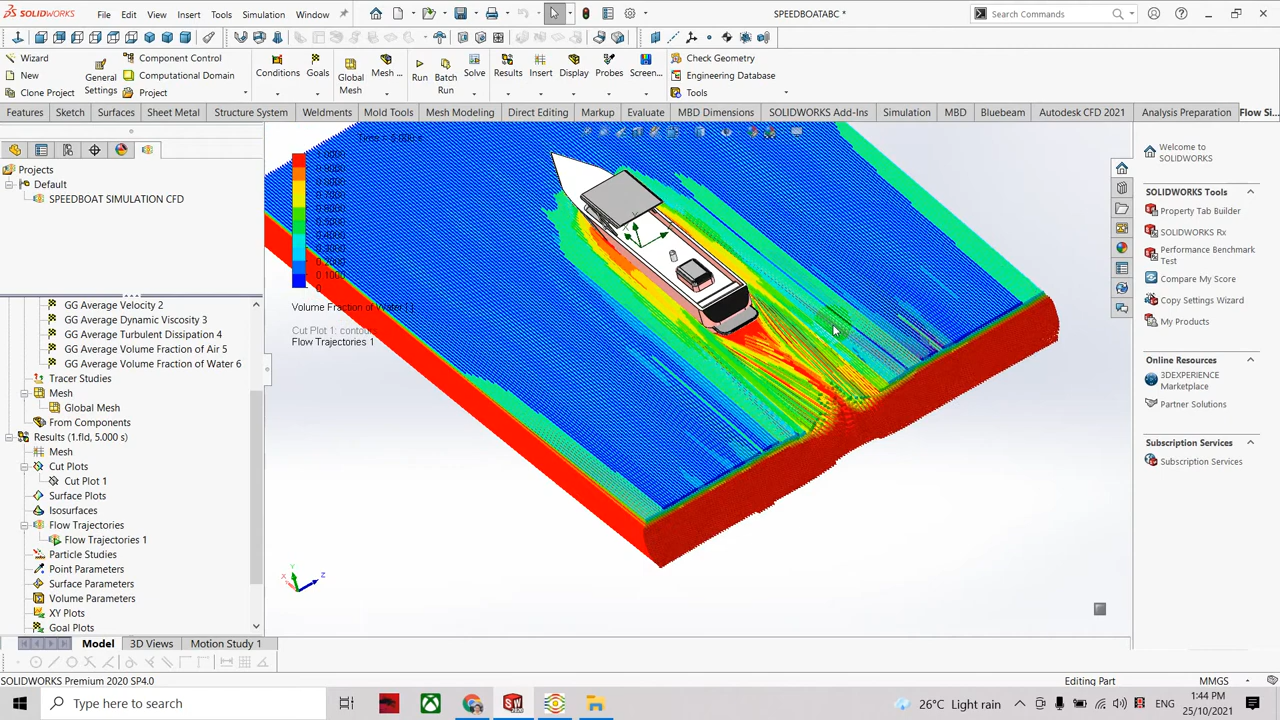 SOLIDWORKS
File Edit View Insert Tools Simulation Window
SPEEDBOATABC *
Search Commands
Wizard
New
Clone Project
General Settings
Component Control
Computational Domain
Project
Conditions
Goals
Global Mesh
Mesh ...
Run
Batch Run
Solve
Results
Insert
Display
Probes
Screen...
Check Geometry
Engineering Database
Tools
Features Sketch Surfaces Sheet Metal Structure System Weldments Mold Tools Mesh Modeling Direct Editing Markup Evaluate MBD Dimensions SOLIDWORKS Add-Ins Simulation MBD Bluebeam Autodesk CFD 2021 Analysis Preparation Flow Si...
Projects
Default
SPEEDBOAT SIMULATION CFD
GG Average Velocity 2
GG Average Dynamic Viscosity 3
GG Average Turbulent Dissipation 4
GG Average Volume Fraction of Air 5
GG Average Volume Fraction of Water 6
Tracer Studies
Mesh
Global Mesh
From Components
Results (1.fld, 5.000 s)
Mesh
Cut Plots
Cut Plot 1
Surface Plots
Isosurfaces
Flow Trajectories
Flow Trajectories 1
Particle Studies
Point Parameters
Surface Parameters
Volume Parameters
XY Plots
Goal Plots
0.4000
0.3000
0.2000
0.1000
0
Volume Fraction of Water
Cut Plot 1: contours
Flow Trajectories 1
Y
X
Z
Welcome to
SOLIDWORKS
SOLIDWORKS Tools
Property Tab Builder
SOLIDWORKS Rx
Performance Benchmark
Test
Compare My Score
Copy Settings Wizard
My Products
Online Resources
3DEXPERIENCE
Marketplace
Partner Solutions
Subscription Services
Subscription Services
Model 3D Views Motion Study 1
SOLIDWORKS Premium 2020 SP4.0
Editing Part
MMGS
Type here to search
26°C Light rain
ENG
1:44 PM
25/10/2021